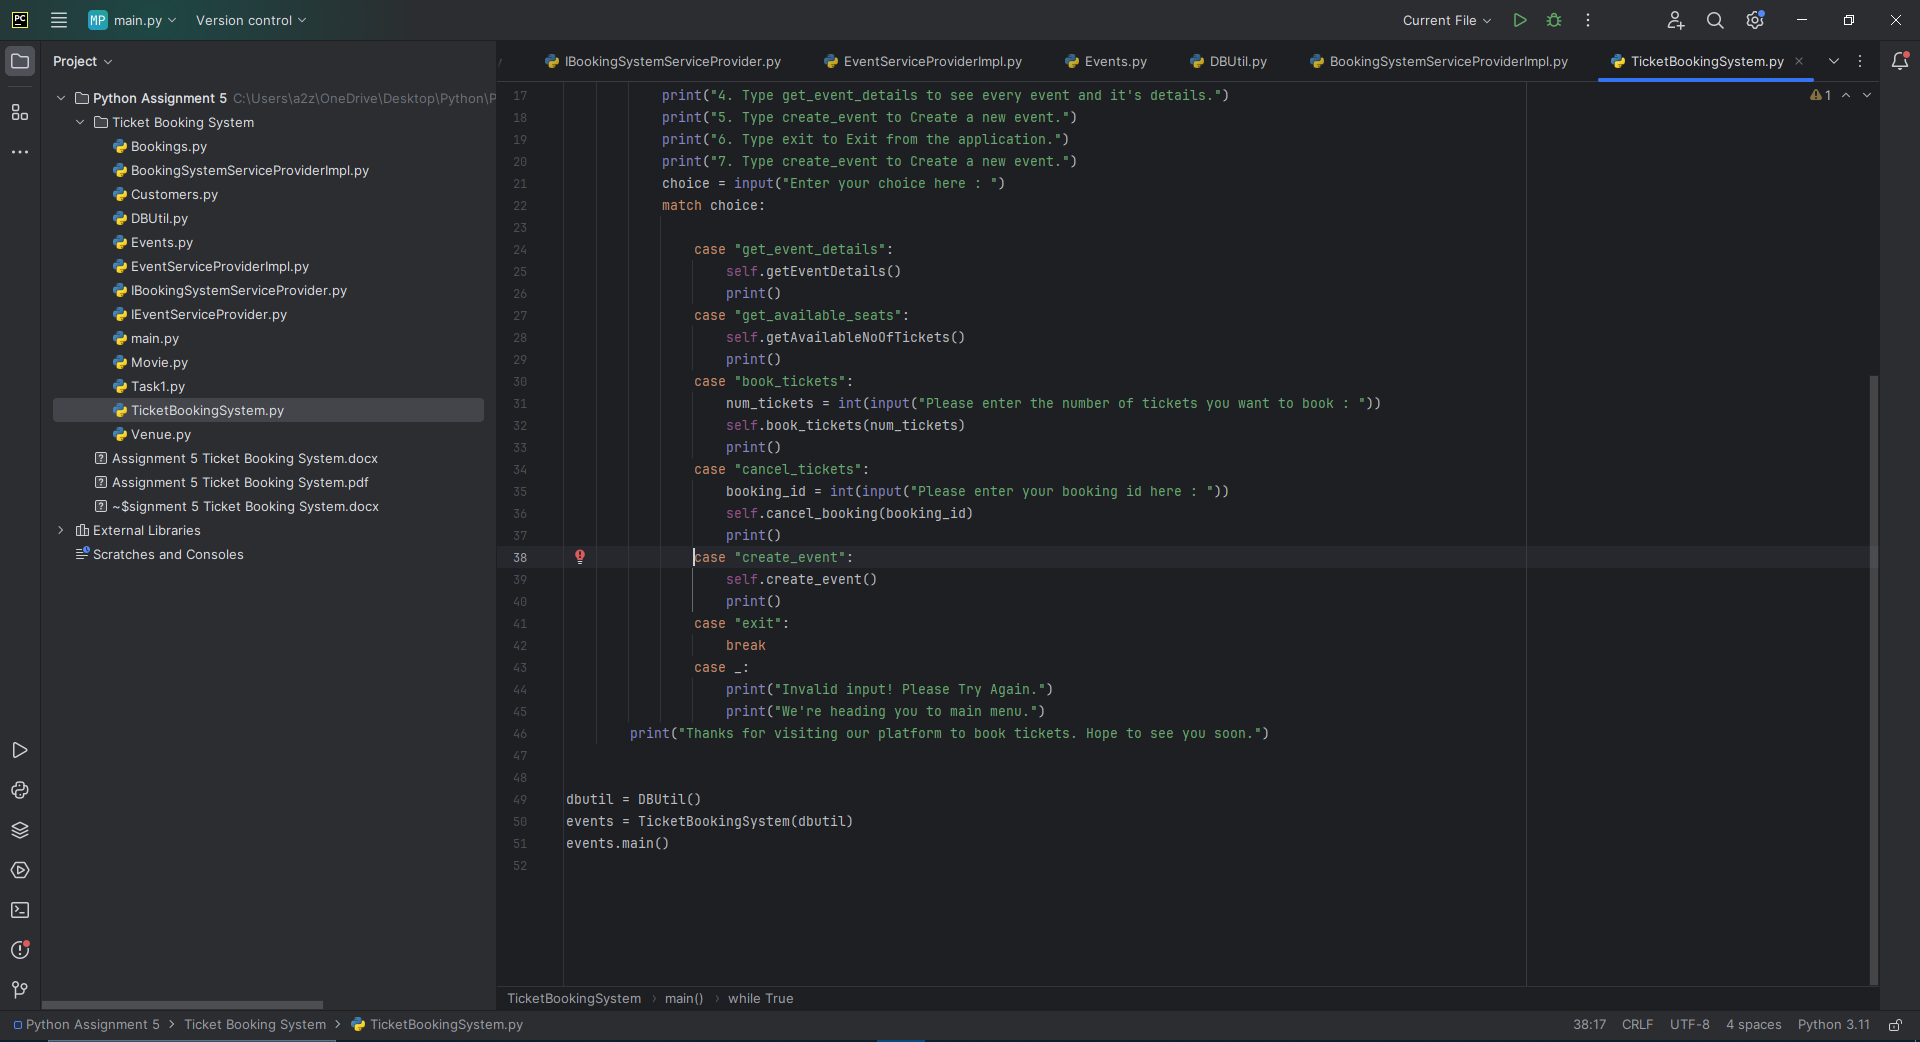 PC MP main.py Version control Current File
Project
Python Assignment 5 C:\Users\a2z\OneDrive\Desktop\Python\P
Ticket Booking System
Bookings.py
BookingSystemServiceProviderImpl.py
Customers.py
DBUtil.py
Events.py
EventServiceProviderImpl.py
IBookingSystemServiceProvider.py
IEventServiceProvider.py
main.py
Movie.py
Task1.py
TicketBookingSystem.py
Venue.py
Assignment 5 Ticket Booking System.docx
Assignment 5 Ticket Booking System.pdf
~$signment 5 Ticket Booking System.docx
External Libraries
Scratches and Consoles
IBookingSystemServiceProvider.py EventServiceProviderImpl.py Events.py DBUtil.py BookingSystemServiceProviderImpl.py TicketBookingSystem.py
1
17 print("4. Type get_event_details to see every event and it's details.")
18 print("5. Type create_event to Create a new event.")
19 print("6. Type exit to Exit from the application.")
20 print("7. Type create_event to Create a new event.")
21 choice = input("Enter your choice here : ")
22 match choice:
23
24 case "get_event_details":
25 self.getEventDetails()
26 print()
27 case "get_available_seats":
28 self.getAvailableNoOfTickets()
29 print()
30 case "book_tickets":
31 num_tickets = int(input("Please enter the number of tickets you want to book : "))
32 self.book_tickets(num_tickets)
33 print()
34 case "cancel_tickets":
35 booking_id = int(input("Please enter your booking id here : "))
36 self.cancel_booking(booking_id)
37 print()
38 case "create_event":
39 self.create_event()
40 print()
41 case "exit":
42 break
43 case _:
44 print("Invalid input! Please Try Again.")
45 print("We're heading you to main menu.")
46 print("Thanks for visiting our platform to book tickets. Hope to see you soon.")
47
48
49 dbutil = DBUtil()
50 events = TicketBookingSystem(dbutil)
51 events.main()
52
TicketBookingSystem › main() › while True
Python Assignment 5 > Ticket Booking System > TicketBookingSystem.py 38:17 CRLF UTF-8 4 spaces Python 3.11